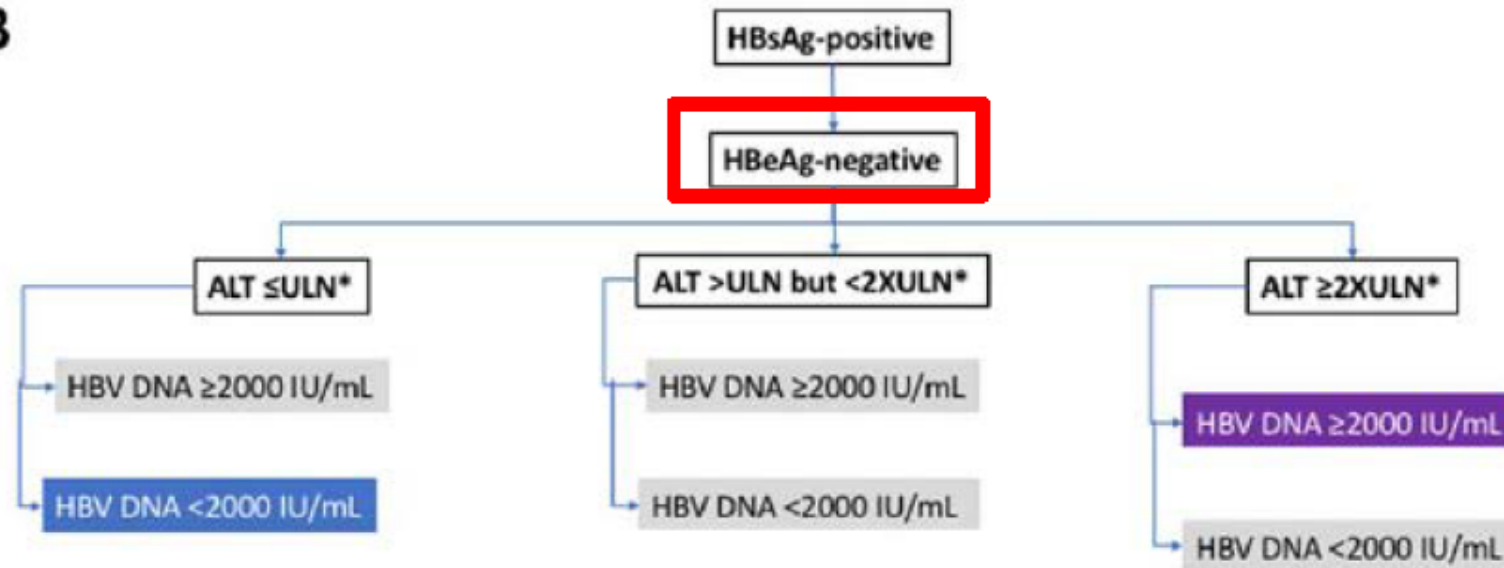 B
HBsAg-positive
HBeAg-negative
ALT ≤ULN*
ALT >ULN but <2XULN*
ALT ≥2XULN*
HBV DNA ≥2000 IU/mL
HBV DNA ≥2000 IU/mL
HBV DNA ≥2000 IU/mL
HBV DNA <2000 IU/mL
HBV DNA <2000 IU/mL
HBV DNA <2000 IU/mL